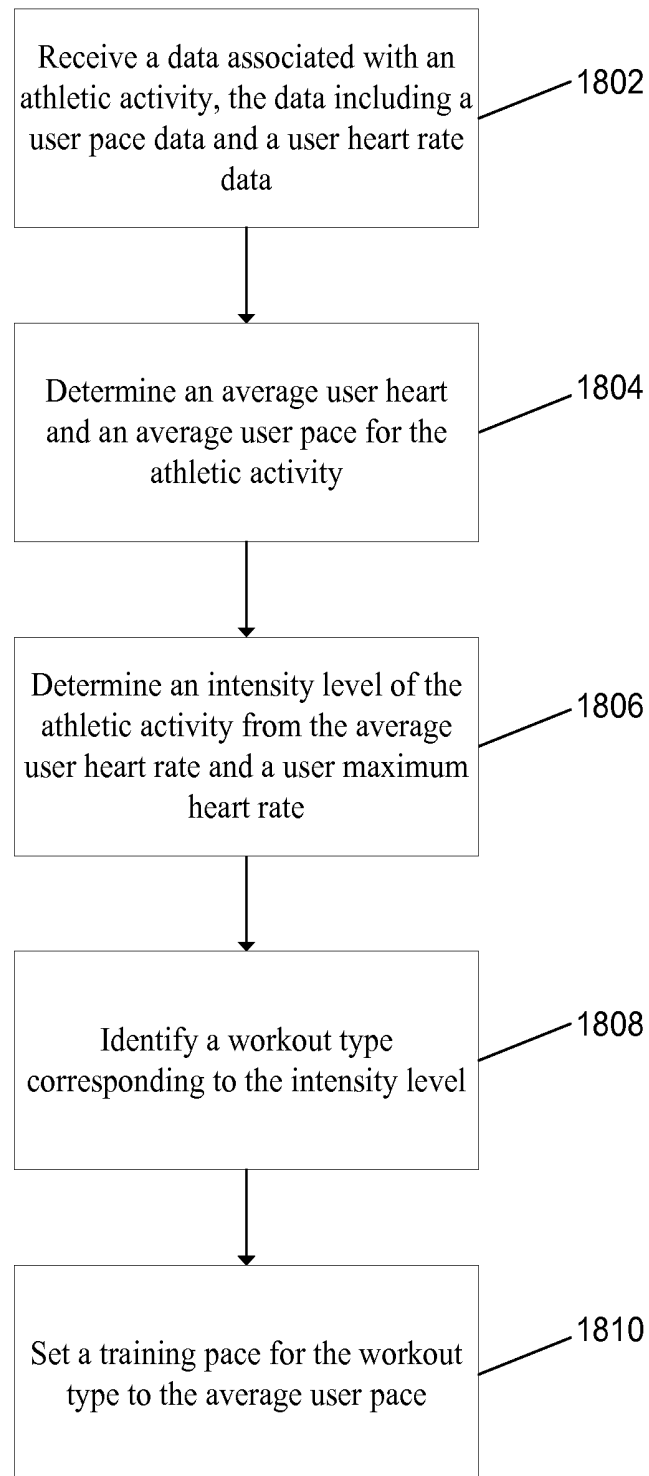 Receive a data associated with an
athletic activity, the data including a
user pace data and a user heart rate
data
1802
Determine an average user heart
and an average user pace for the
athletic activity
1804
Determine an intensity level of the
athletic activity from the average
user heart rate and a user maximum
heart rate
1806
Identify a workout type
corresponding to the intensity level
1808
Set a training pace for the workout
type to the average user pace
1810